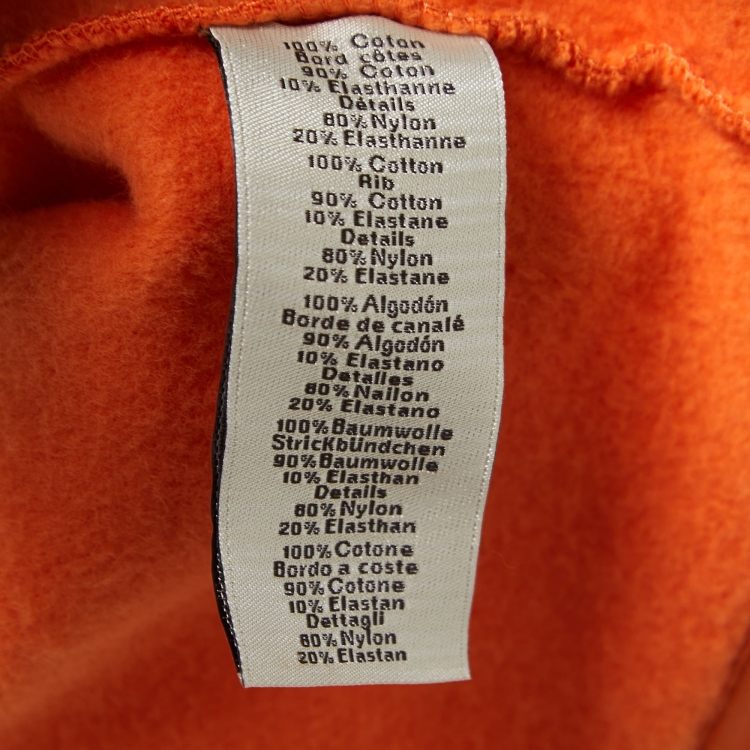 100% Coton
Bord côtes
90% Coton
10% Elasthanne
Détails
80% Nylon
20% Elasthanne
100% Cotton
Rib
90% Cotton
10% Elastane
Details
80% Nylon
20% Elastane
100% Algodón
Borde de canalé
90% Algodón
10% Elastano
Detalles
80% Nailon
20% Elastano
100% Baumwolle
Strickbündchen
90% Baumwolle
10% Elasthan
Details
80% Nylon
20% Elasthan
100% Cotone
Bordo a coste
90% Cotone
10% Elastan
Dettagli
80% Nylon
20% Elastan